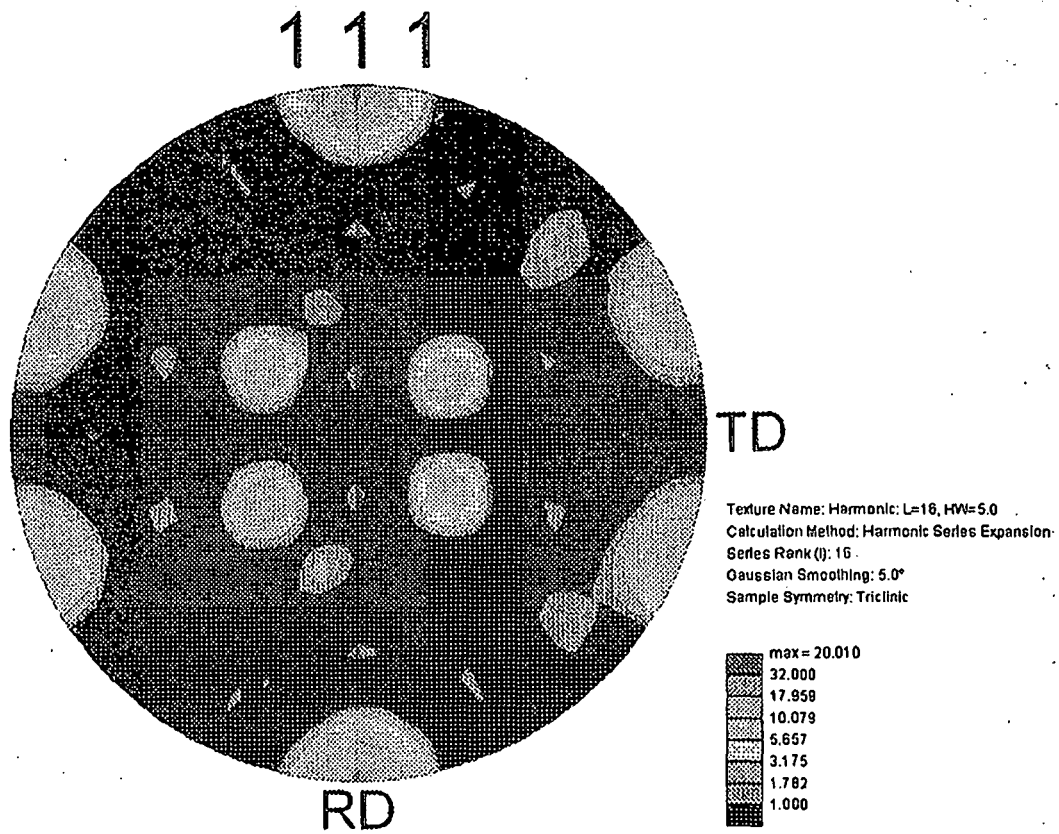 1 1 1
TD
Texture Name: Harmonic: L=16, HW=5.0
Calculation Method: Harmonic Series Expansion
Series Rank (l): 16
Gaussian Smoothing: 5.0°
Sample Symmetry: Triclinic
max = 20.010
32.000
17.959
10.079
5.657
3.175
1.782
1.000
RD